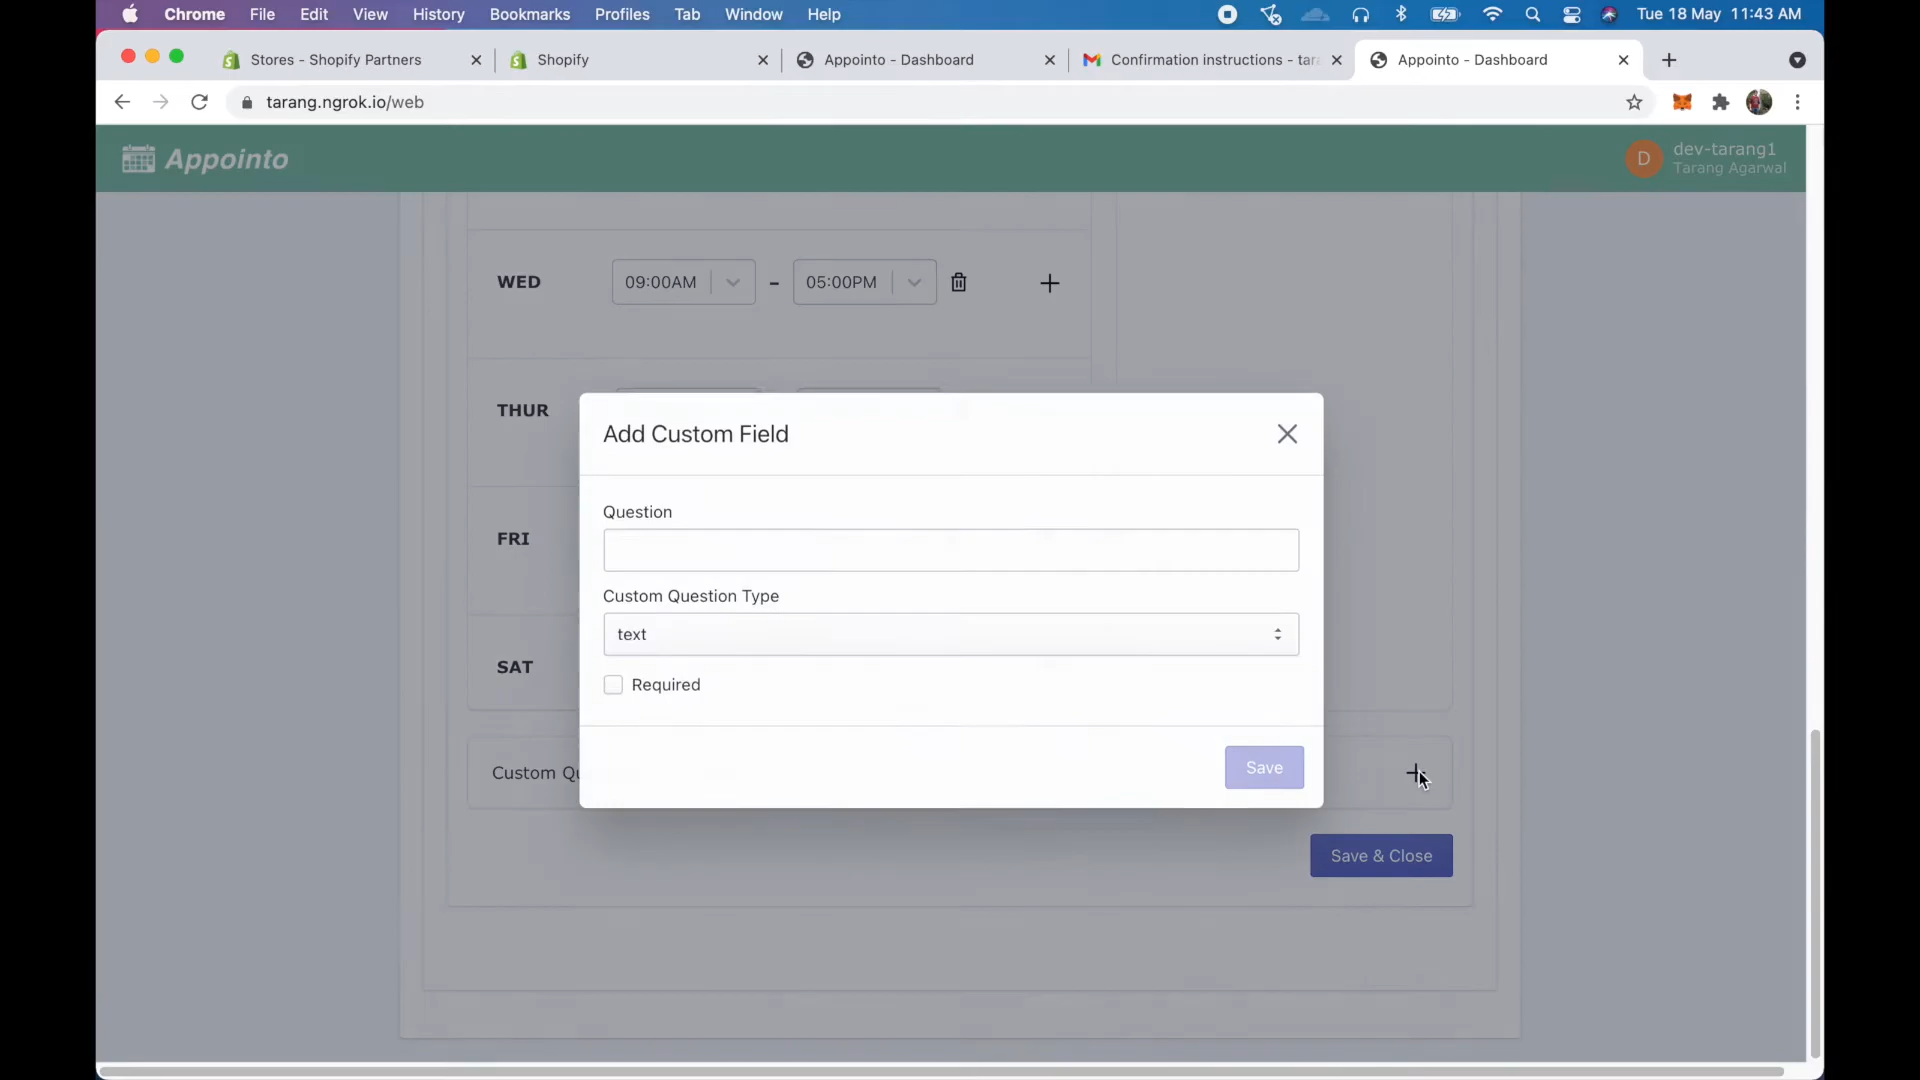 Chrome File Edit View History Bookmarks Profiles Tab Window Help Tue 18 May 11:43 AM
Stores - Shopify Partners Shopify Appointo - Dashboard Confirmation instructions - tar Appointo - Dashboard
tarang.ngrok.io/web
Appointo
D
dev-tarang1
Tarang Agarwal
WED 09:00AM - 05:00PM
THUR
FRI
SAT
Add Custom Field
Question
Custom Question Type
text
Required
Save
Custom Qu
Save & Close